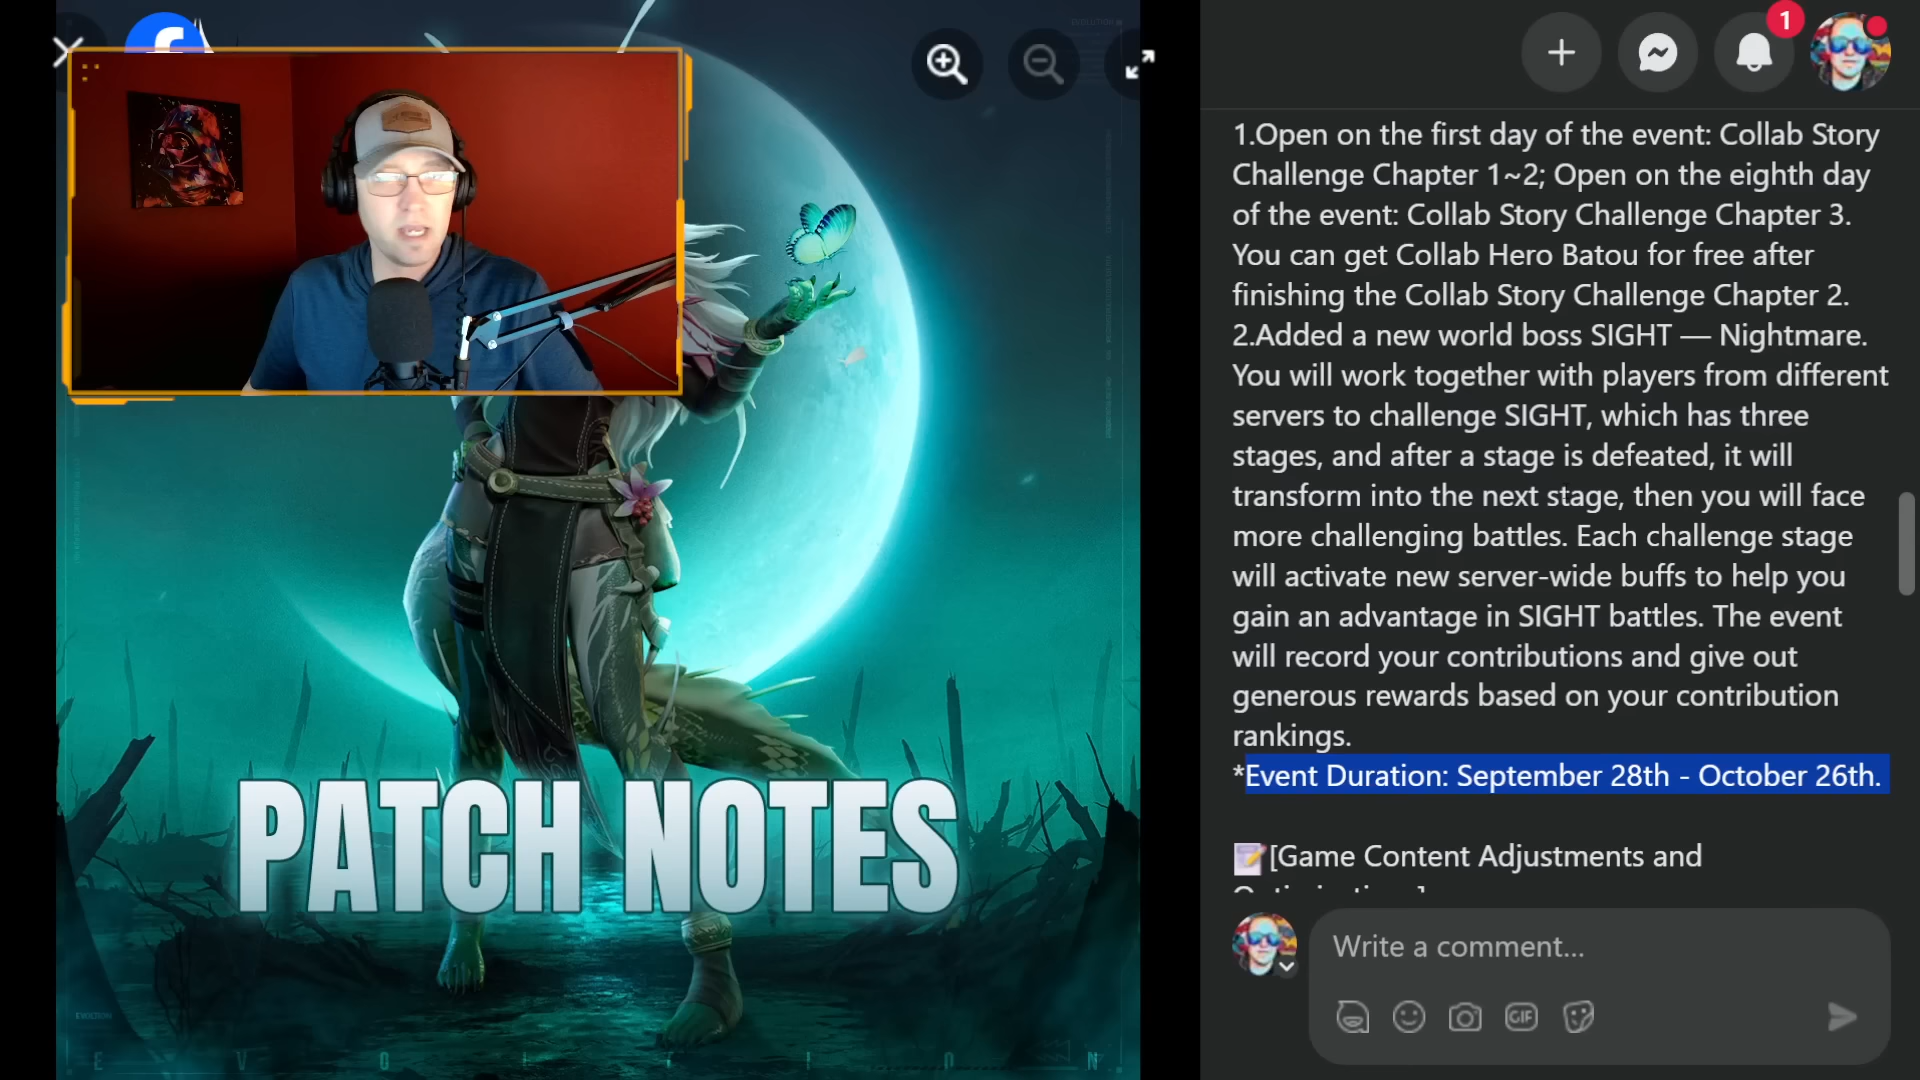 PATCH NOTES
E V O L U T I O N
1
1.Open on the first day of the event: Collab Story
Challenge Chapter 1~2; Open on the eighth day
of the event: Collab Story Challenge Chapter 3.
You can get Collab Hero Batou for free after
finishing the Collab Story Challenge Chapter 2.
2.Added a new world boss SIGHT — Nightmare.
You will work together with players from different
servers to challenge SIGHT, which has three
stages, and after a stage is defeated, it will
transform into the next stage, then you will face
more challenging battles. Each challenge stage
will activate new server-wide buffs to help you
gain an advantage in SIGHT battles. The event
will record your contributions and give out
generous rewards based on your contribution
rankings.
*Event Duration: September 28th - October 26th.
[Game Content Adjustments and
Write a comment...
GIF